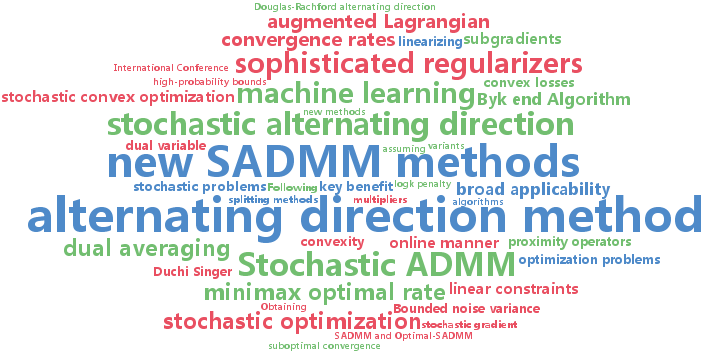 Douglas-Rachford alternating direction
augmented Lagrangian
convergence rates linearizing subgradients
International Conference sophisticated regularizers
high-probability bounds convex losses
stochastic convex optimization machine learning Byk end Algorithm
new methods
stochastic alternating direction
dual variable assuming variants
new SADMM methods
stochastic problems Following key benefit logk penalty broad applicability
splitting methods multipliers algorithms
alternating direction method
dual averaging convexity online manner proximity operators
Duchi Singer Stochastic ADMM optimization problems
minimax optimal rate linear constraints
Obtaining Bounded noise variance
stochastic optimization stochastic gradient
SADMM and Optimal-SADMM
suboptimal convergence